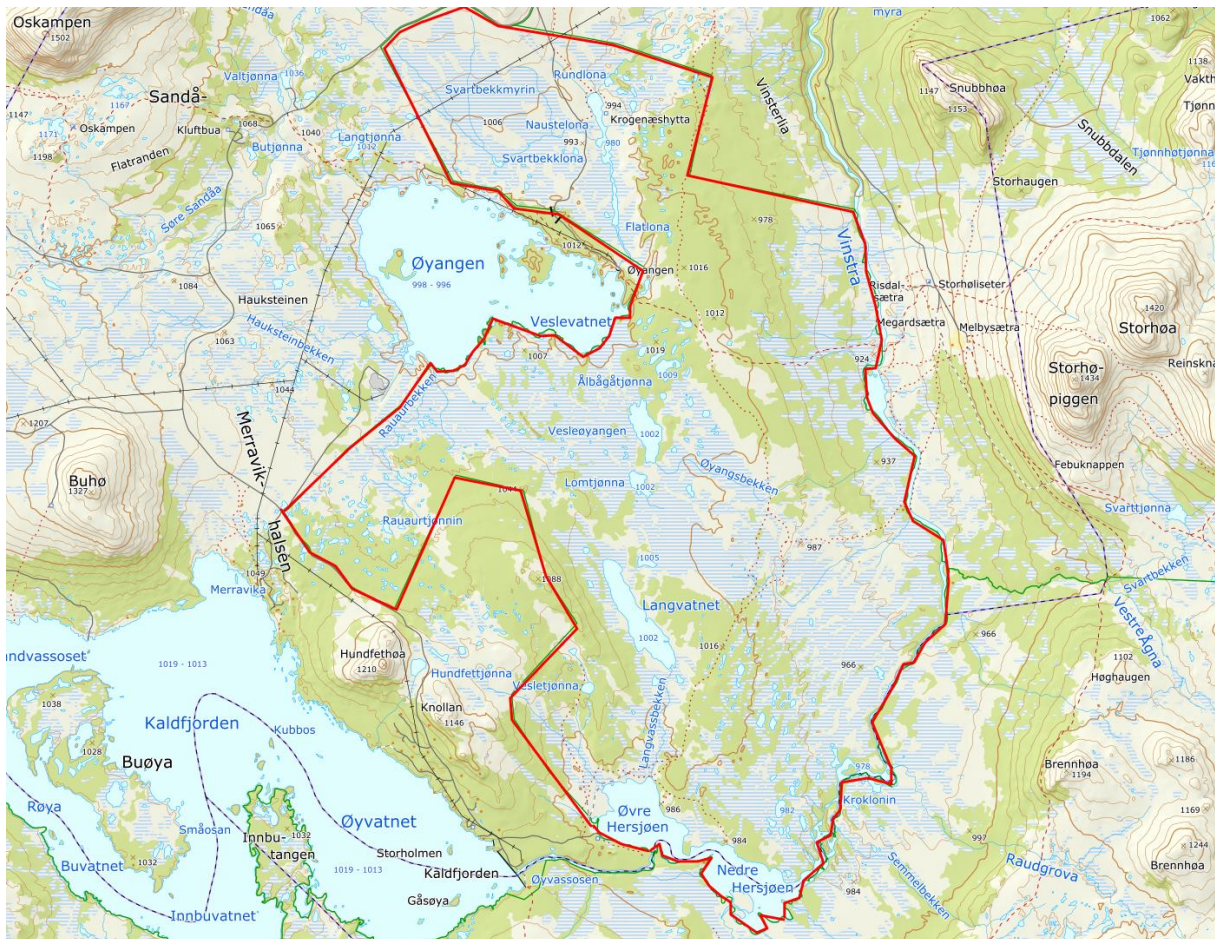 Oskampen
1502
Sandåa
myra
1062
Rundlona
Valtjønna
1036
Svartbekkmyrin
994
Krogenæshytta
Vinsterlia
1147
Snubbhøa
1153
1138
Vakth
Tjønn
1167
1147
1171
Oskampen
1068
Kluftbua
1040
Langtjønna
1012
Butjønna
1006
Naustelona
993
980
Svartbekklona
Snubbdalen
Tjønnhøtjønna
1198
Flatranden
Storhaugen
Søre Sandåa
1065
Flatlona
978
Vinstra
1012
Øyangen
998 - 996
Øyangen
1016
1084
Hauksteinen
Risdal-
sætra
Storhøliseter
1420
Storhøa
Veslevatnet
1012
Megardsætra
Melbysætra
Hauksteinbekken
1063
1007
1019
924
Reinskna
Ålbågåtjønna
1009
Storhø-
piggen
1434
1044
Rauaurbekken
1207
Merravik-
halsen
Vesleøyangen
1002
Buhø
1327
Øyangsbekken
937
Febuknappen
Lomtjønna
1002
1044
Rauaurtjønnin
Svarttjønna
987
1005
1049
Merravika
1088
Langvatnet
1002
Svartbekken
Vestre Ågna
966
1016
Hundfethøa
1210
Hundfettjønna
Vesletjønna
966
1102
Høghaugen
andvassoset
1019 - 1013
1038
Knollan
1146
Langvassbekken
Kaldfjorden
Kubbos
1028
Buøya
978
Brennhøa
1194
1186
Kroklonin
Røya
Småosan
Øyvatnet
Øvre
Hersjøen
986
982
1169
Innbu-
tangen
1032
984
997
1244
Storholmen
Buvatnet
1032
1019 - 1013
Kaldfjorden
Raudgrova
Brennhøa
Øyvassosen
Nedre
Hersjøen
984
Semmelbekken
Gåsøya
Innbuvatnet